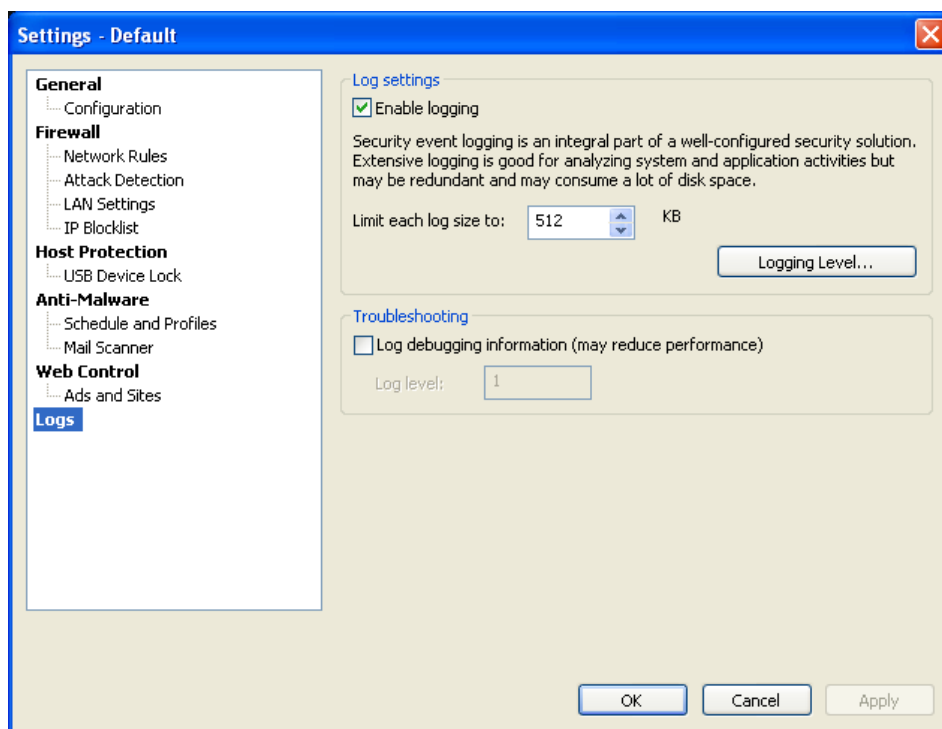 Settings - Default
General
Configuration
Firewall
Network Rules
Attack Detection
LAN Settings
IP Blocklist
Host Protection
USB Device Lock
Anti-Malware
Schedule and Profiles
Mail Scanner
Web Control
Ads and Sites
Logs
Log settings
Enable logging
Security event logging is an integral part of a well-configured security solution.
Extensive logging is good for analyzing system and application activities but
may be redundant and may consume a lot of disk space.
Limit each log size to: 512 KB
Logging Level...
Troubleshooting
Log debugging information (may reduce performance)
Log level: 1
OK Cancel Apply